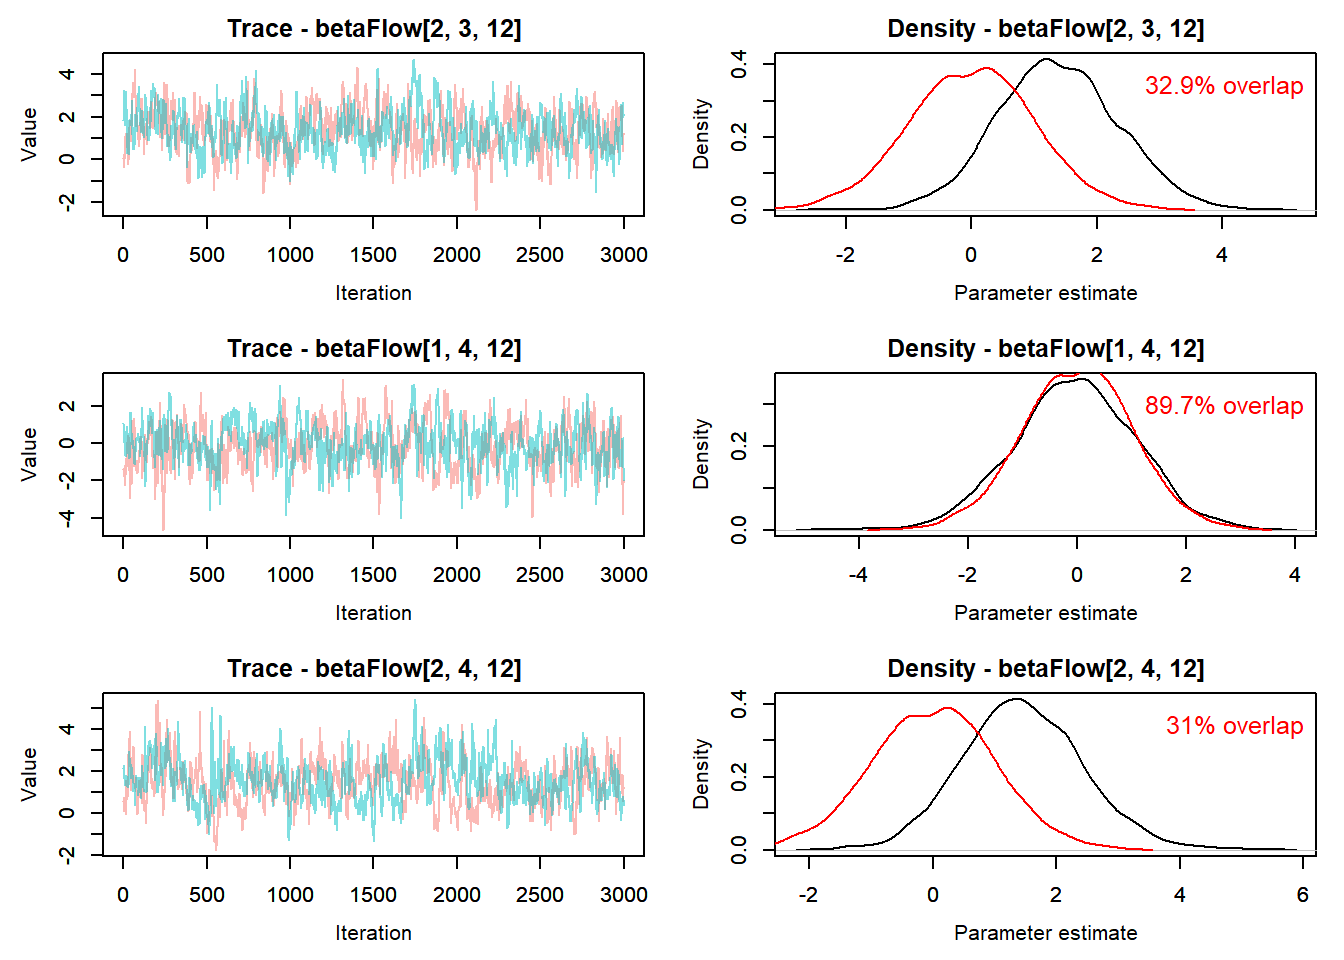 Trace - betaFlow[2, 3, 12]
Value
4
2
0
-2
0 500 1000 1500 2000 2500 3000
Iteration
Density - betaFlow[2, 3, 12]
Density
0.4
0.2
0.0
32.9% overlap
-2 0 2 4
Parameter estimate
Trace - betaFlow[1, 4, 12]
Value
2
0
-2
-4
0 500 1000 1500 2000 2500 3000
Iteration
Density - betaFlow[1, 4, 12]
Density
0.2
0.0
89.7% overlap
-4 -2 0 2 4
Parameter estimate
Trace - betaFlow[2, 4, 12]
Value
4
2
0
-2
0 500 1000 1500 2000 2500 3000
Iteration
Density - betaFlow[2, 4, 12]
Density
0.4
0.2
0.0
31% overlap
-2 0 2 4 6
Parameter estimate